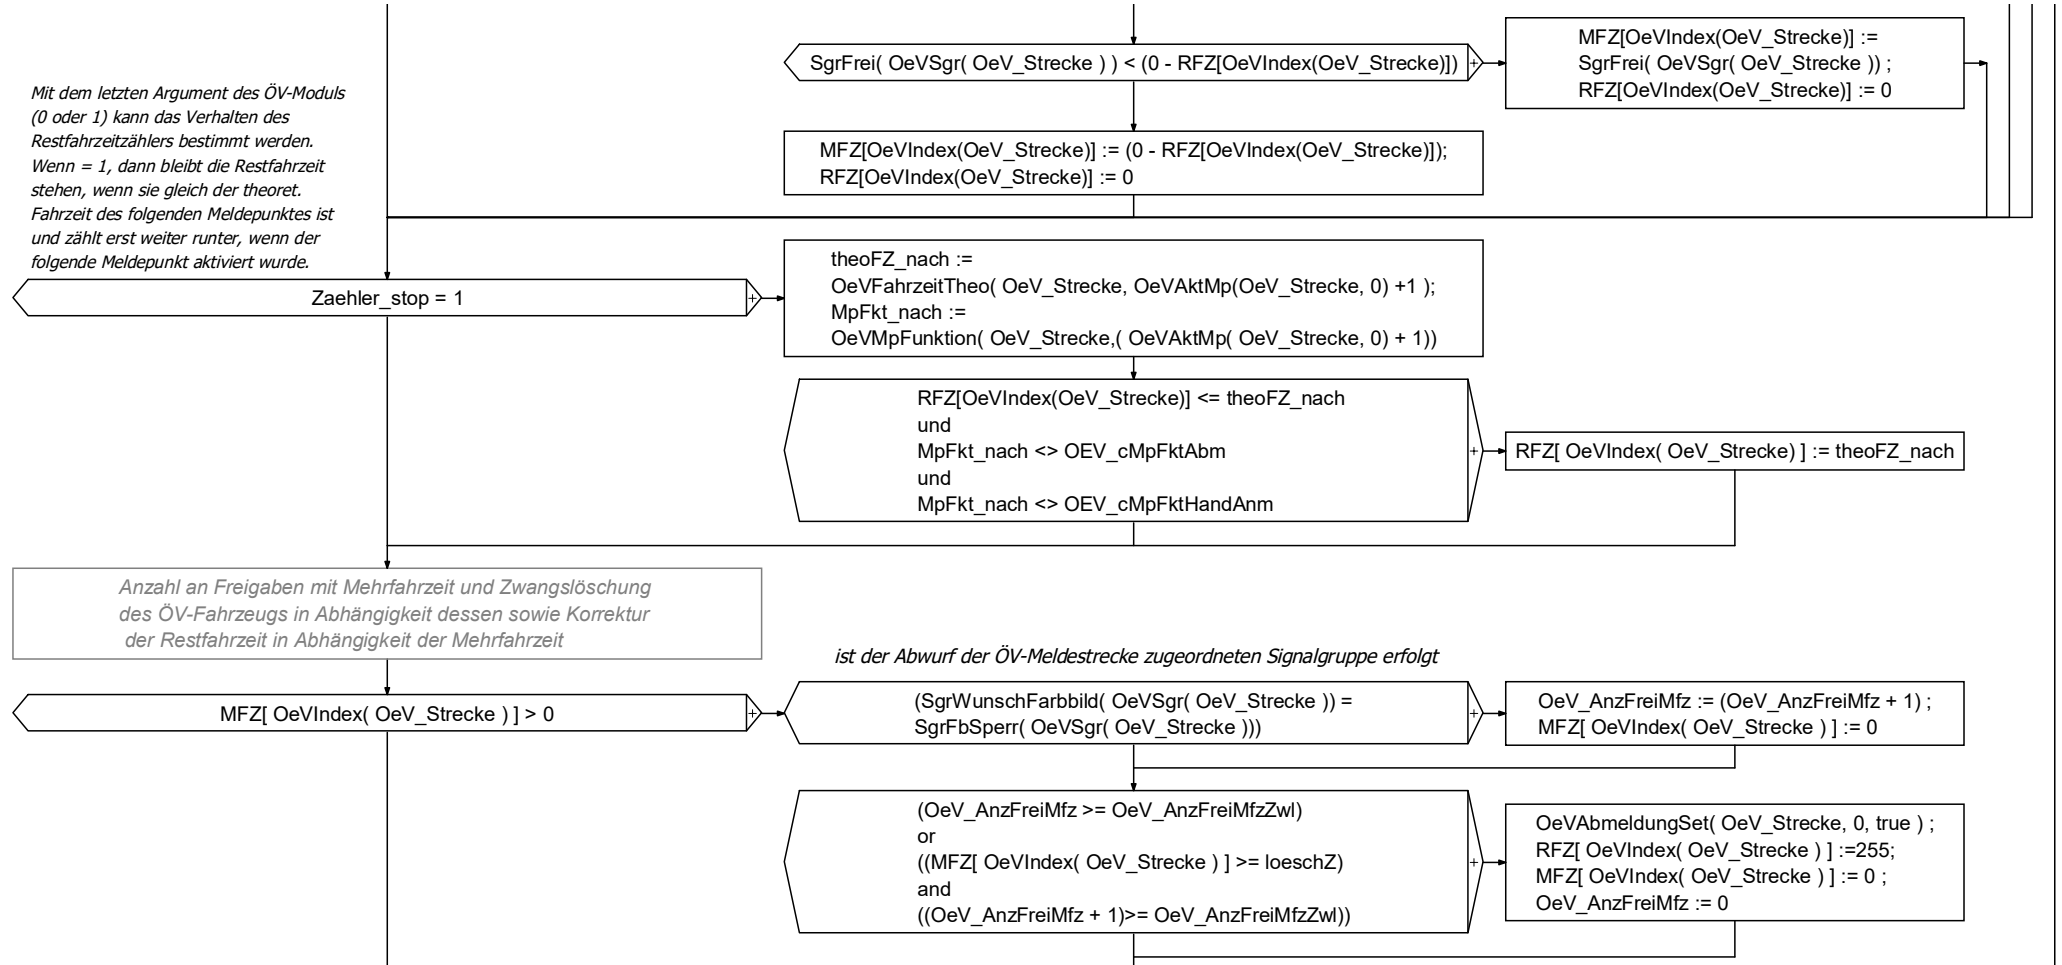 SgrFrei( OeVSgr( OeV_Strecke ) ) < (0 - RFZ[OeVIndex(OeV_Strecke)])
+
MFZ[OeVIndex(OeV_Strecke)] :=
SgrFrei( OeVSgr( OeV_Strecke )) ;
RFZ[OeVIndex(OeV_Strecke)] := 0
MFZ[OeVIndex(OeV_Strecke)] := (0 - RFZ[OeVIndex(OeV_Strecke)]);
RFZ[OeVIndex(OeV_Strecke)] := 0
Mit dem letzten Argument des ÖV-Moduls
(0 oder 1) kann das Verhalten des
Restfahrzeitzählers bestimmt werden.
Wenn = 1, dann bleibt die Restfahrzeit
stehen, wenn sie gleich der theoret.
Fahrzeit des folgenden Meldepunktes ist
und zählt erst weiter runter, wenn der
folgende Meldepunkt aktiviert wurde.
Zaehler_stop = 1
+
theoFZ_nach :=
OeVFahrzeitTheo( OeV_Strecke, OeVAktMp(OeV_Strecke, 0) +1 );
MpFkt_nach :=
OeVMpFunktion( OeV_Strecke,( OeVAktMp( OeV_Strecke, 0) + 1))
RFZ[OeVIndex(OeV_Strecke)] <= theoFZ_nach
und
MpFkt_nach <> OEV_cMpFktAbm
und
MpFkt_nach <> OEV_cMpFktHandAnm
+
RFZ[ OeVIndex( OeV_Strecke) ] := theoFZ_nach
Anzahl an Freigaben mit Mehrfahrzeit und Zwangslöschung
des ÖV-Fahrzeugs in Abhängigkeit dessen sowie Korrektur
der Restfahrzeit in Abhängigkeit der Mehrfahrzeit
ist der Abwurf der ÖV-Meldestrecke zugeordneten Signalgruppe erfolgt
MFZ[ OeVIndex( OeV_Strecke ) ] > 0
+
(SgrWunschFarbbild( OeVSgr( OeV_Strecke )) =
SgrFbSperr( OeVSgr( OeV_Strecke )))
+
OeV_AnzFreiMfz := (OeV_AnzFreiMfz + 1) ;
MFZ[ OeVIndex( OeV_Strecke ) ] := 0
(OeV_AnzFreiMfz >= OeV_AnzFreiMfzZwl)
or
((MFZ[ OeVIndex( OeV_Strecke ) ] >= loeschZ)
and
((OeV_AnzFreiMfz + 1)>= OeV_AnzFreiMfzZwl))
+
OeVAbmeldungSet( OeV_Strecke, 0, true ) ;
RFZ[ OeVIndex( OeV_Strecke ) ] :=255;
MFZ[ OeVIndex( OeV_Strecke ) ] := 0 ;
OeV_AnzFreiMfz := 0